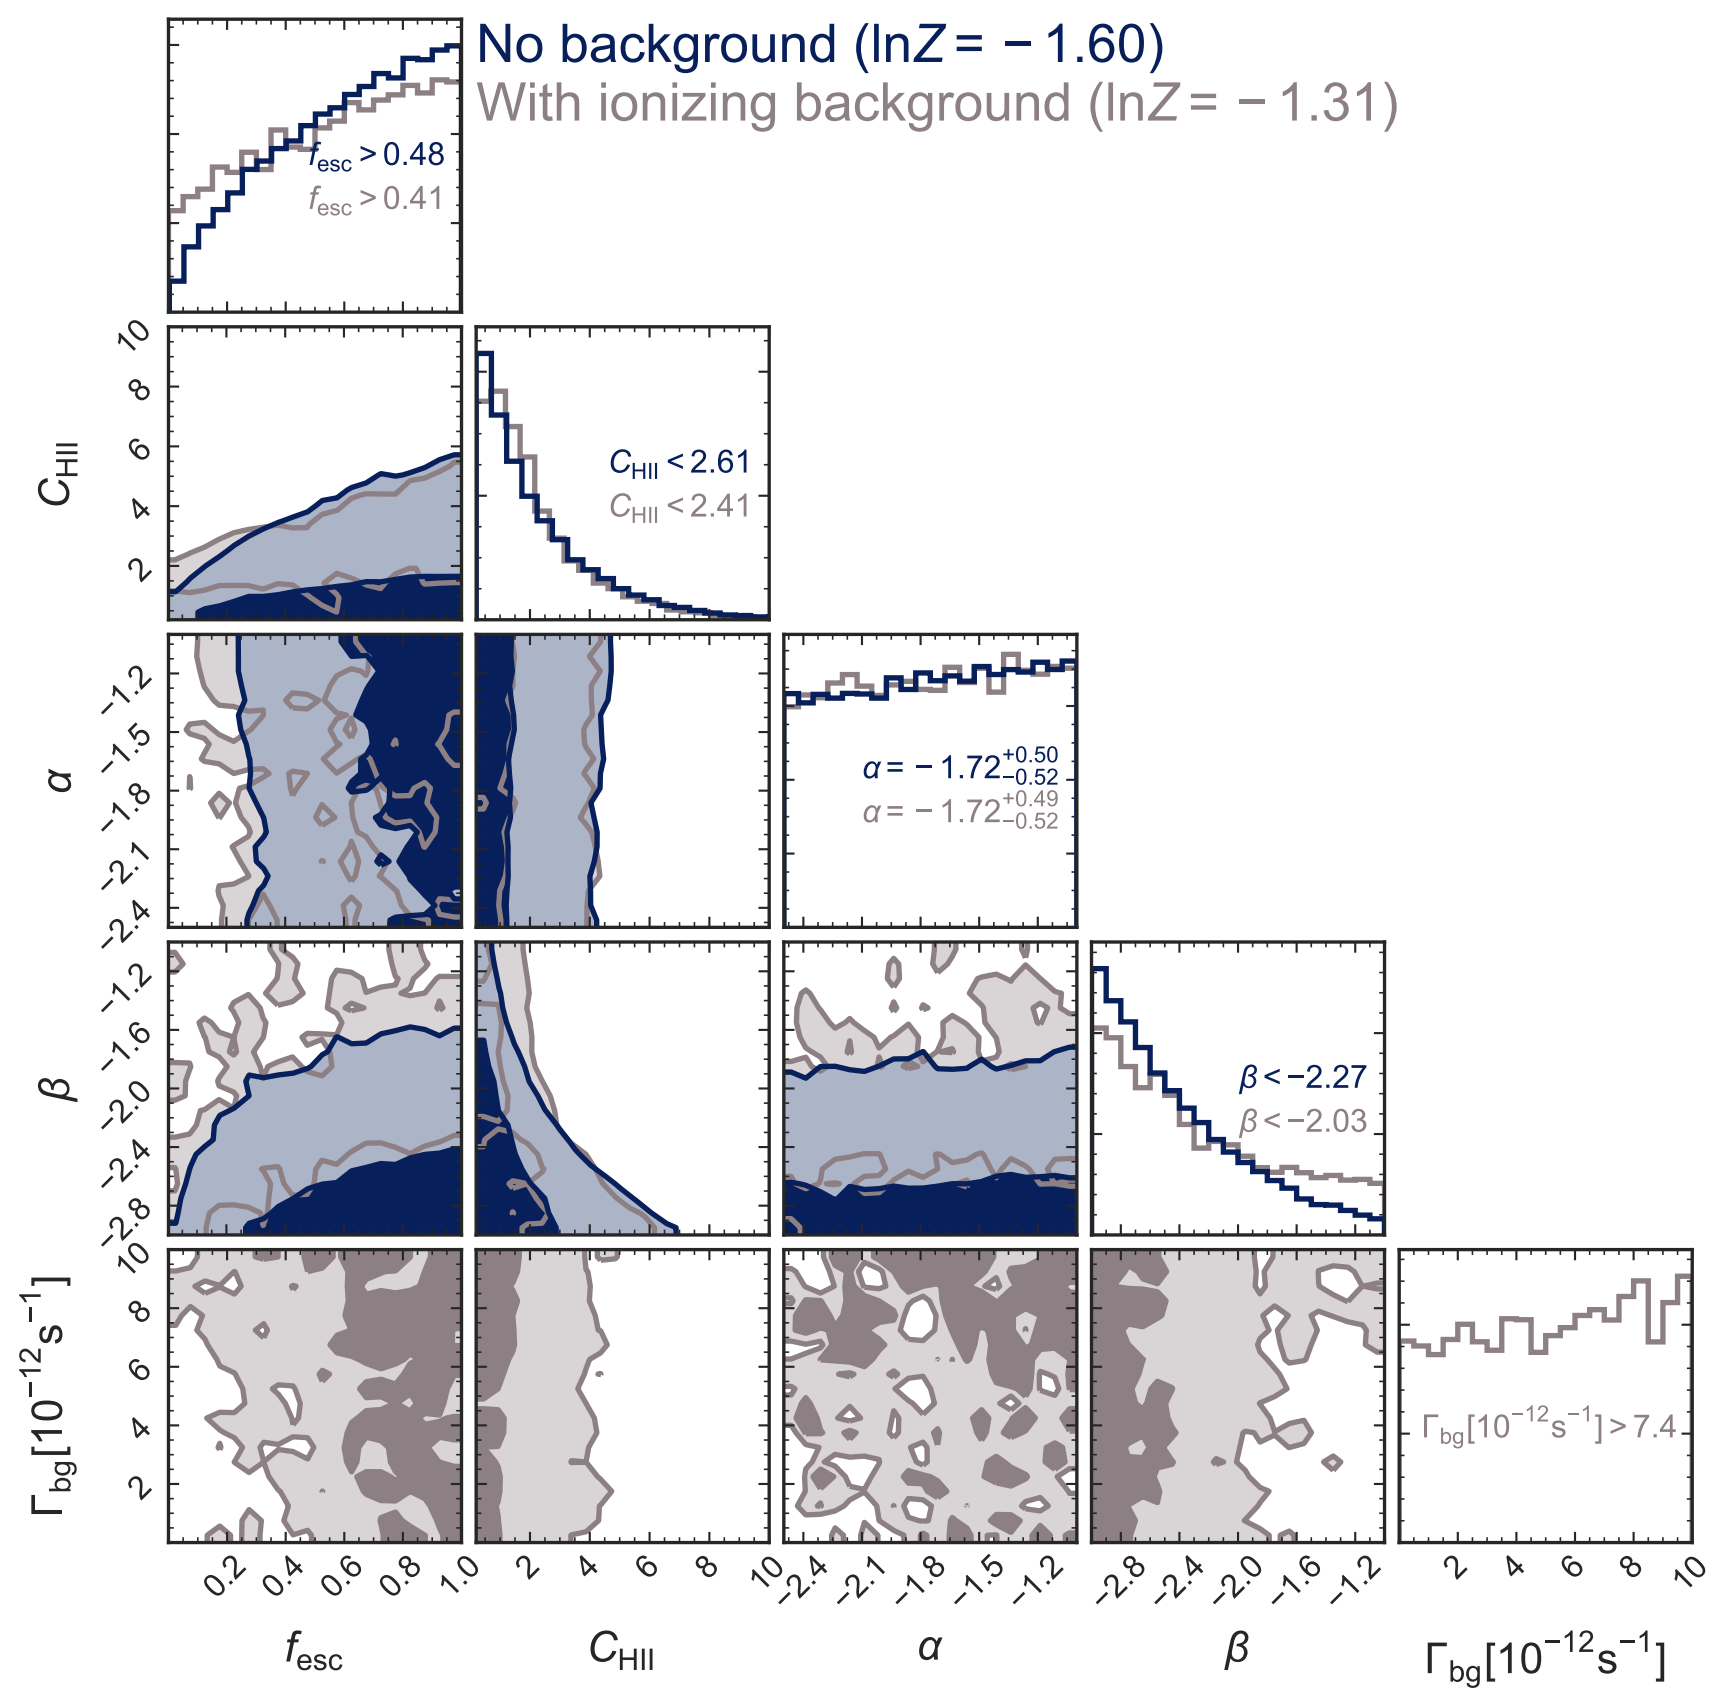 No background (lnZ = −1.60)
With ionizing background (lnZ = −1.31)
f_esc > 0.48
f_esc > 0.41
C_HII
10
8
6
4
2
C_HII < 2.61
C_HII < 2.41
α
−1.2
−1.5
−1.8
−2.1
−2.4
α = −1.72 +0.50 −0.52
α = −1.72 +0.49 −0.52
β
−1.2
−1.6
−2.0
−2.4
−2.8
β < −2.27
β < −2.03
Γ_bg[10^−12 s^−1]
10
8
6
4
2
Γ_bg[10^−12 s^−1] > 7.4
0.2 0.4 0.6 0.8 1.0
2 4 6 8 10
−2.4 −2.1 −1.8 −1.5 −1.2
−2.8 −2.4 −2.0 −1.6 −1.2
2 4 6 8 10
f_esc
C_HII
α
β
Γ_bg[10^−12 s^−1]